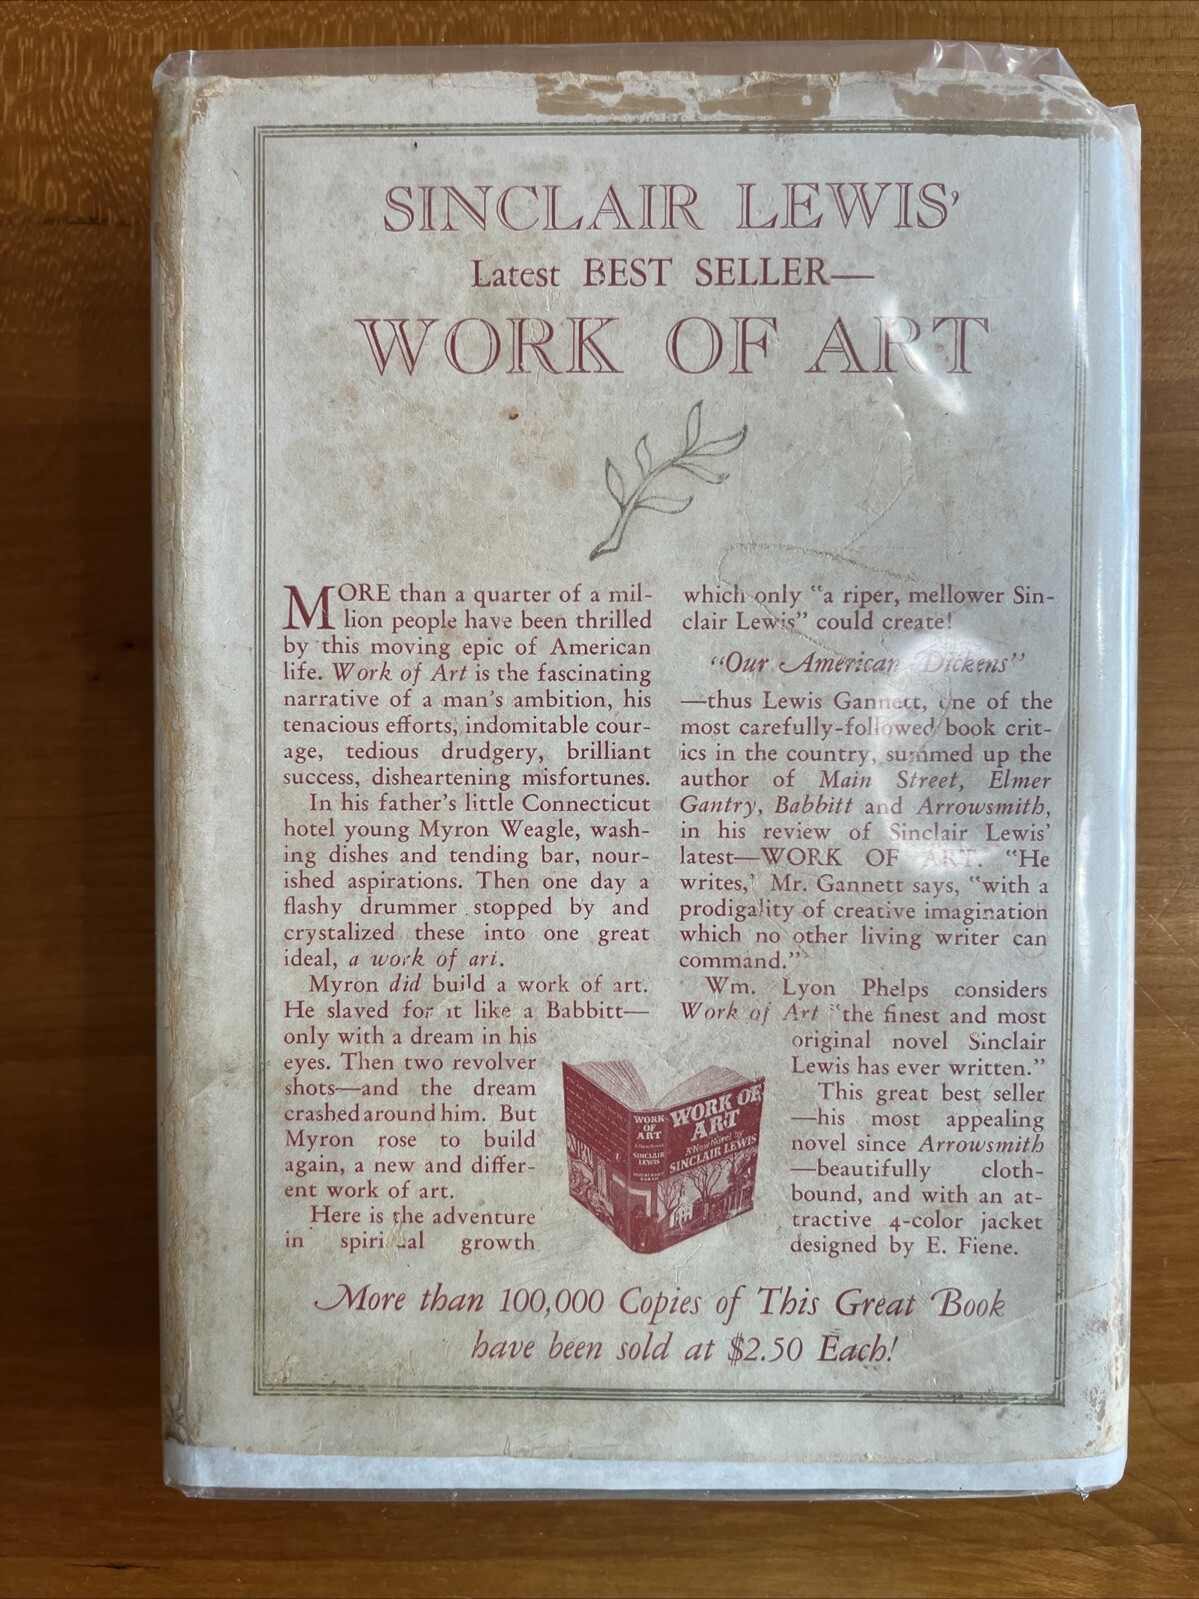 SINCLAIR LEWIS'
Latest BEST SELLER—
WORK OF ART
MORE than a quarter of a mil-
lion people have been thrilled
by this moving epic of American
life. Work of Art is the fascinating
narrative of a man's ambition, his
tenacious efforts, indomitable cour-
age, tedious drudgery, brilliant
success, disheartening misfortunes.
In his father's little Connecticut
hotel young Myron Weagle, wash-
ing dishes and tending bar, nour-
ished aspirations. Then one day a
flashy drummer stopped by and
crystalized these into one great
ideal, a work of art.
Myron did build a work of art.
He slaved for it like a Babbitt—
only with a dream in his
eyes. Then two revolver
shots—and the dream
crashed around him. But
Myron rose to build
again, a new and differ-
ent work of art.
Here is the adventure
in spiritual growth
which only "a riper, mellower Sin-
clair Lewis" could create!
"Our American Dickens"
—thus Lewis Gannett, one of the
most carefully-followed book crit-
ics in the country, summed up the
author of Main Street, Elmer
Gantry, Babbitt and Arrowsmith,
in his review of Sinclair Lewis'
latest—WORK OF ART. "He
writes," Mr. Gannett says, "with a
prodigality of creative imagination
which no other living writer can
command."
Wm. Lyon Phelps considers
Work of Art "the finest and most
original novel Sinclair
Lewis has ever written."
This great best seller
—his most appealing
novel since Arrowsmith
—beautifully cloth-
bound, and with an at-
tractive 4-color jacket
designed by E. Fiene.
WORK
OF
ART
SINCLAIR
LEWIS
WORK OF
ART
A New Novel by
SINCLAIR LEWIS
More than 100,000 Copies of This Great Book
have been sold at $2.50 Each!